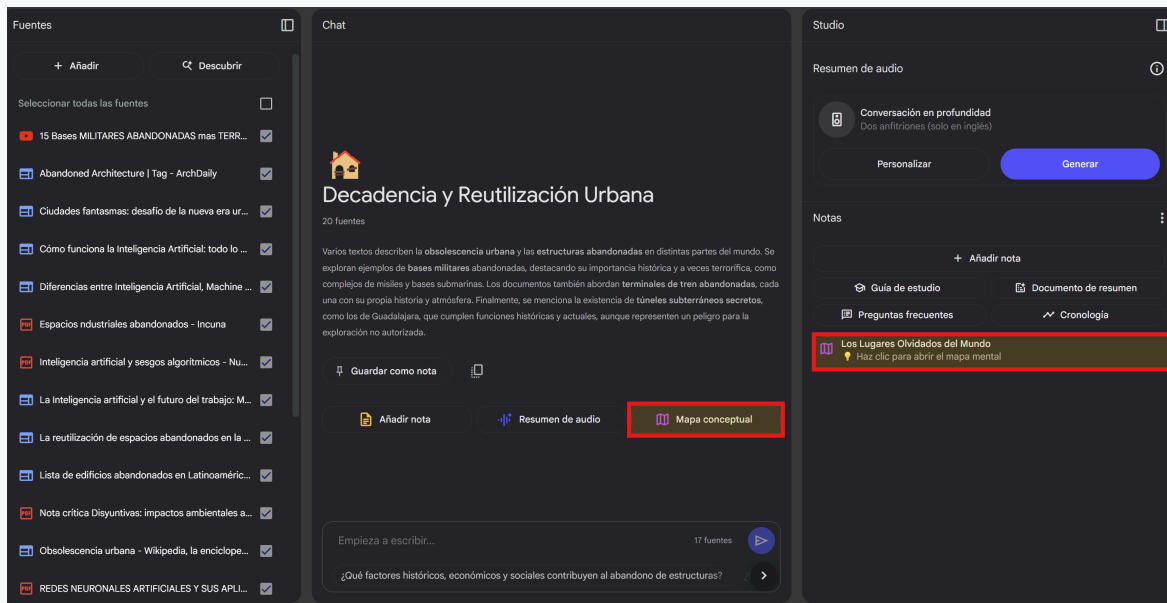 Fuentes
+ Añadir
Descubrir
Seleccionar todas las fuentes
15 Bases MILITARES ABANDONADAS mas TERR...
Abandoned Architecture | Tag - ArchDaily
Ciudades fantasmas: desafío de la nueva era ur...
Cómo funciona la Inteligencia Artificial: todo lo ...
Diferencias entre Inteligencia Artificial, Machine ...
Espacios ndustriales abandonados - Incuna
Inteligencia artificial y sesgos algorítmicos - Nu...
La Inteligencia artificial y el futuro del trabajo: M...
La reutilización de espacios abandonados en la ...
Lista de edificios abandonados en Latinoaméric...
Nota crítica Disyuntivas: impactos ambientales a...
Obsolescencia urbana - Wikipedia, la enciclope...
REDES NEURONALES ARTIFICIALES Y SUS APLI...
Chat
Decadencia y Reutilización Urbana
20 fuentes
Varios textos describen la obsolescencia urbana y las estructuras abandonadas en distintas partes del mundo. Se
exploran ejemplos de bases militares abandonadas, destacando su importancia histórica y a veces terrorífica, como
complejos de misiles y bases submarinas. Los documentos también abordan terminales de tren abandonadas, cada
una con su propia historia y atmósfera. Finalmente, se menciona la existencia de túneles subterráneos secretos,
como los de Guadalajara, que cumplen funciones históricas y actuales, aunque representen un peligro para la
exploración no autorizada.
Guardar como nota
Añadir nota
Resumen de audio
Mapa conceptual
Empieza a escribir...
17 fuentes
¿Qué factores históricos, económicos y sociales contribuyen al abandono de estructuras?
Studio
Resumen de audio
Conversación en profundidad
Dos anfitriones (solo en inglés)
Personalizar
Generar
Notas
+ Añadir nota
Guía de estudio
Documento de resumen
Preguntas frecuentes
Cronología
Los Lugares Olvidados del Mundo
Haz clic para abrir el mapa mental